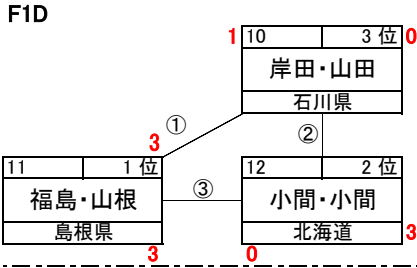 F1D
1 10 3 位 0
岸田・山田
石川県
①
②
3
11 1 位
福島・山根
島根県
3
③
12 2 位
小間・小間
北海道 3
0